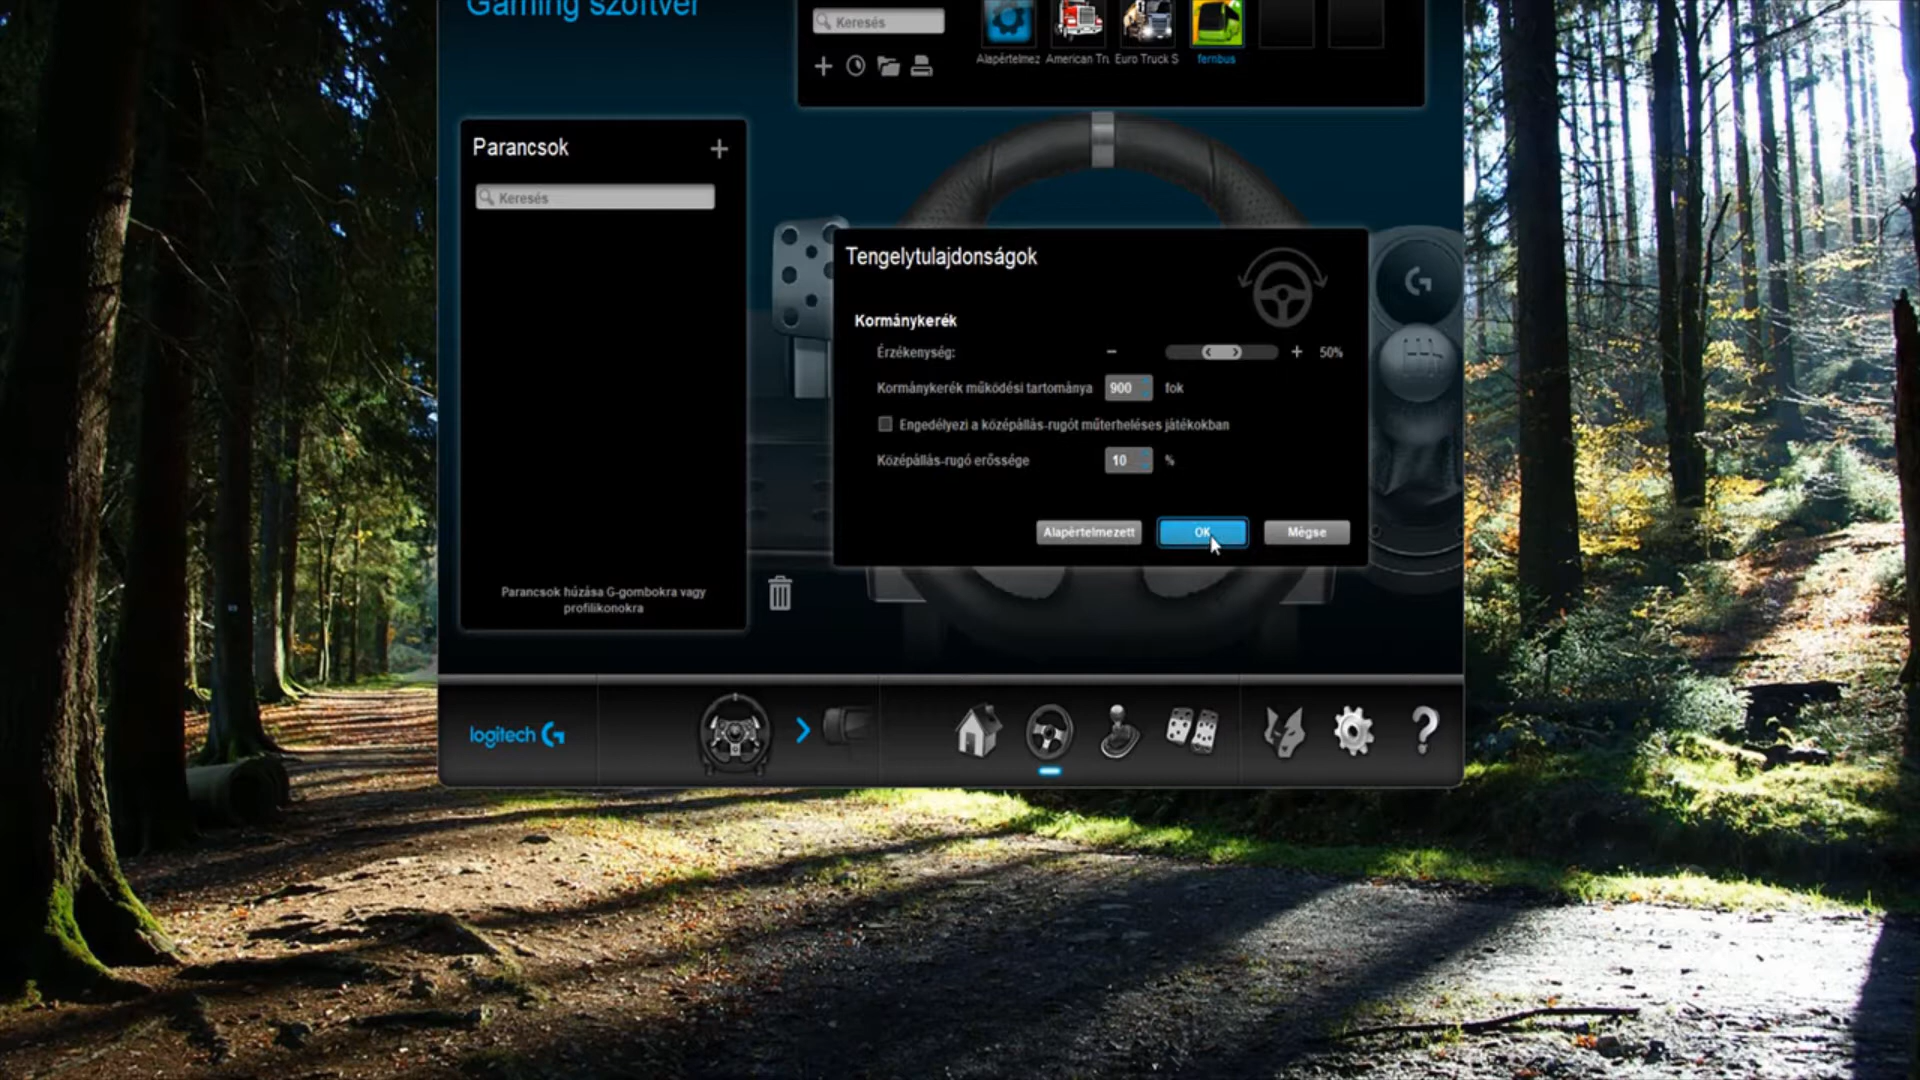 Gaming szoftver
Keresés
Alapértelmez
American Tru
Euro Truck S
fernbus
Parancsok
Keresés
Parancsok húzása G-gombokra vagy
profilikonokra
Tengelytulajdonságok
Kormánykerék
Érzékenység:
50%
Kormánykerék működési tartománya 900 fok
Engedélyezi a középállás-rugót műterheléses játékokban
Középállás-rugó erőssége 10 %
Alapértelmezett
OK
Mégse
logitech G